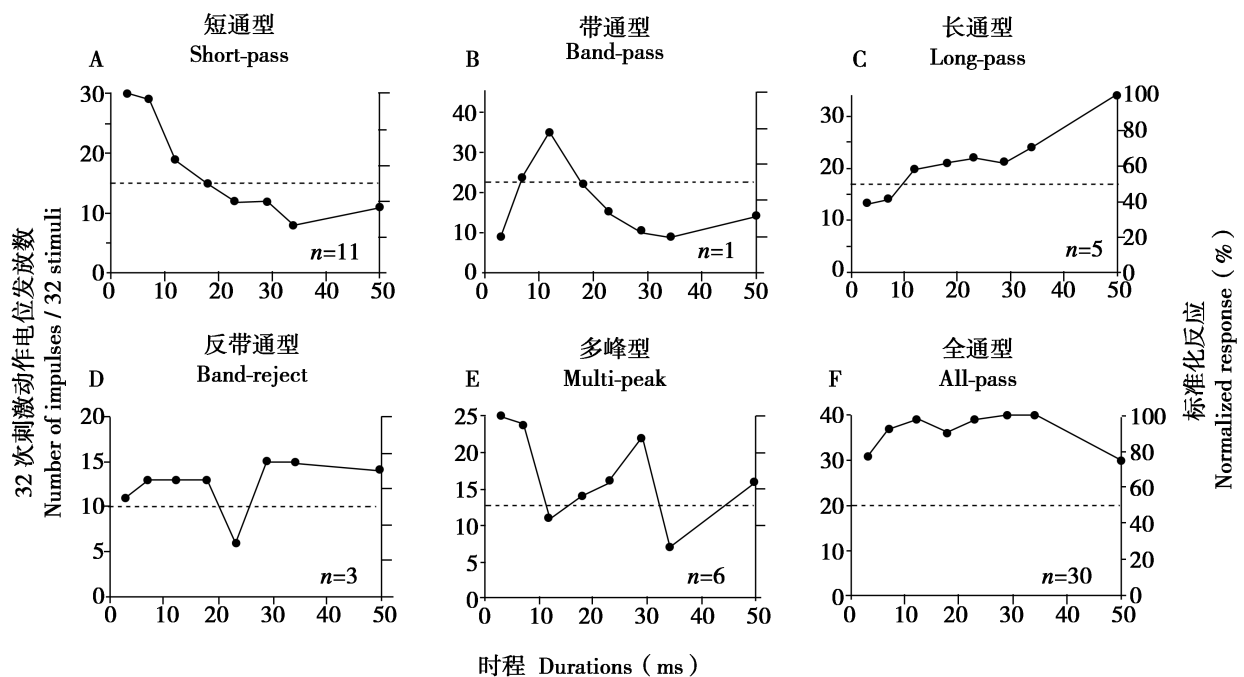 短通型
A Short-pass
30
20
10
0
0 10 20 30 40 50
n=11
带通型
B Band-pass
40
30
20
10
0
0 10 20 30 40 50
n=1
长通型
C Long-pass
30
20
10
0
100
80
60
40
20
0
0 10 20 30 40 50
n=5
反带通型
D Band-reject
20
15
10
5
0
0 10 20 30 40 50
n=3
多峰型
E Multi-peak
25
20
15
10
5
0
0 10 20 30 40 50
n=6
全通型
F All-pass
40
30
20
10
0
100
80
60
40
20
0
0 10 20 30 40 50
n=30
32 次刺激动作电位发放数
Number of impulses / 32 stimuli
标准化反应
Normalized response（%）
时程 Durations（ms）